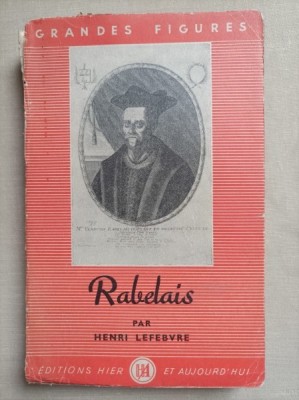 GRANDES FIGURES
Rabelais
PAR
HENRI LEFEBVRE
EDITIONS HIER ET AUJOURD'HUI